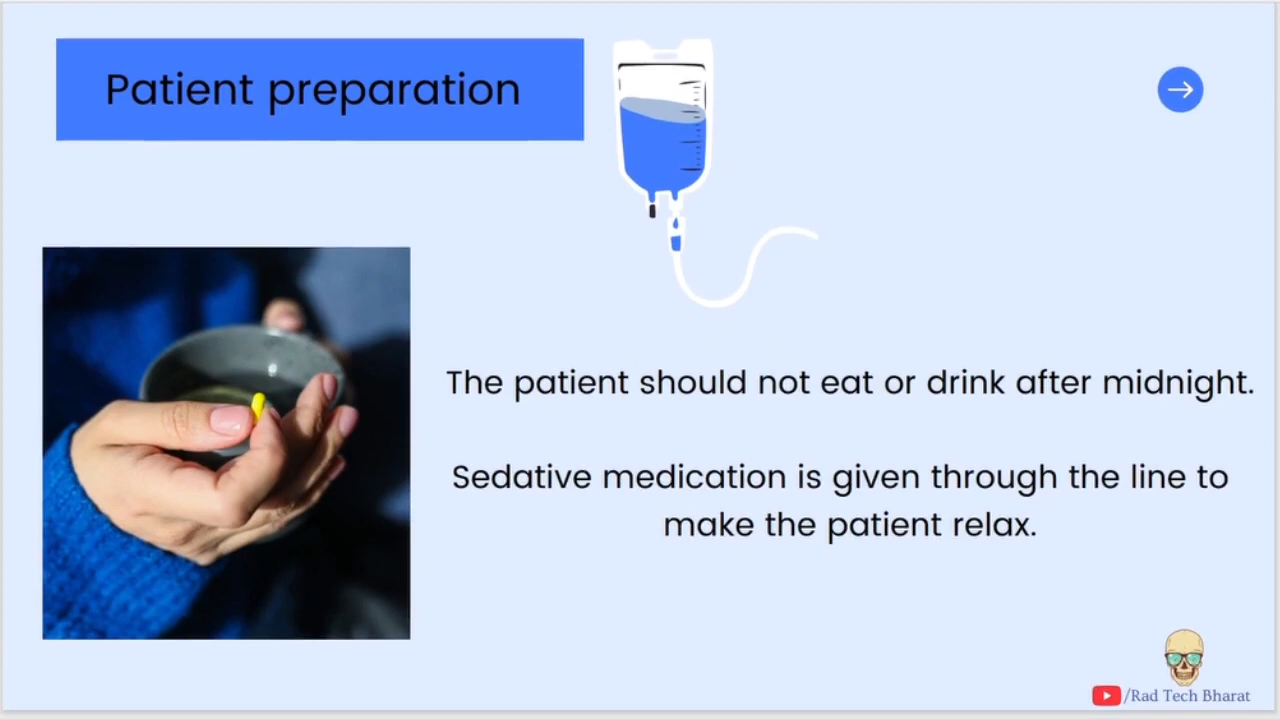 Patient preparation
The patient should not eat or drink after midnight.
Sedative medication is given through the line to
make the patient relax.
/Rad Tech Bharat